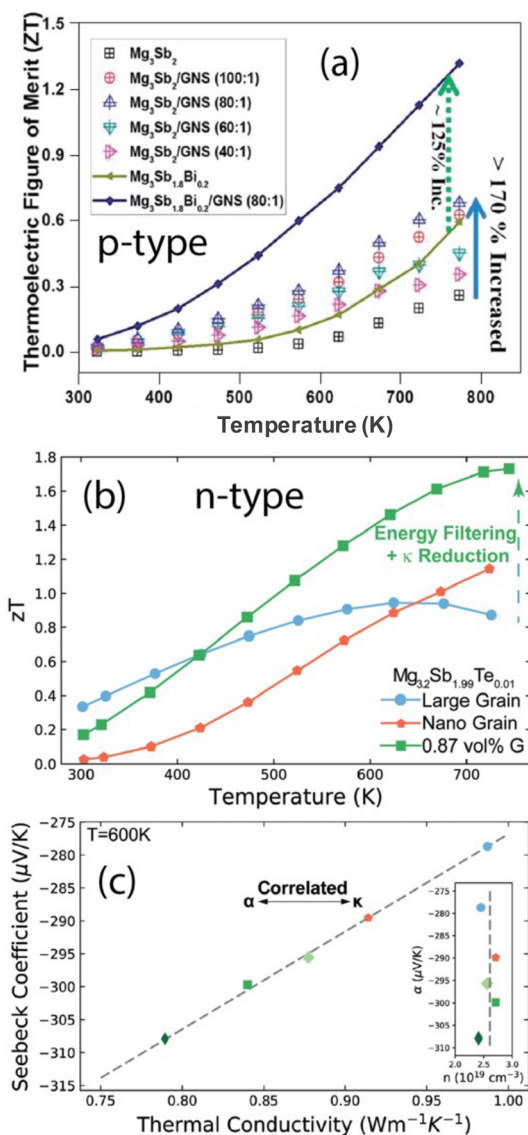 (a)
p-type
Mg₃Sb₂
Mg₃Sb₂/GNS (100:1)
Mg₃Sb₂/GNS (80:1)
Mg₃Sb₂/GNS (60:1)
Mg₃Sb₂/GNS (40:1)
Mg₃Sb₁.₈Bi₀.₂
Mg₃Sb₁.₈Bi₀.₂/GNS (80:1)
~ 125% Inc.
> 170 % Increased
Thermoelectric Figure of Merit (ZT)
1.5
1.2
0.9
0.6
0.3
0.0
300 400 500 600 700 800
Temperature (K)
(b) n-type
Energy Filtering
+ κ Reduction
Mg₃.₂Sb₁.₉₉Te₀.₀₁
Large Grain
Nano Grain
0.87 vol% G
zT
1.8
1.6
1.4
1.2
1.0
0.8
0.6
0.4
0.2
0.0
300 400 500 600 700
Temperature (K)
T=600K
(c)
Correlated
α κ
Seebeck Coefficient (μV/K)
−275
−280
−285
−290
−295
−300
−305
−310
−315
0.75 0.80 0.85 0.90 0.95 1.00
Thermal Conductivity (Wm⁻¹K⁻¹)
α (μV/K)
−275
−280
−285
−290
−295
−300
−305
−310
2.0 2.5 3.0
n (10¹⁹ cm⁻³)